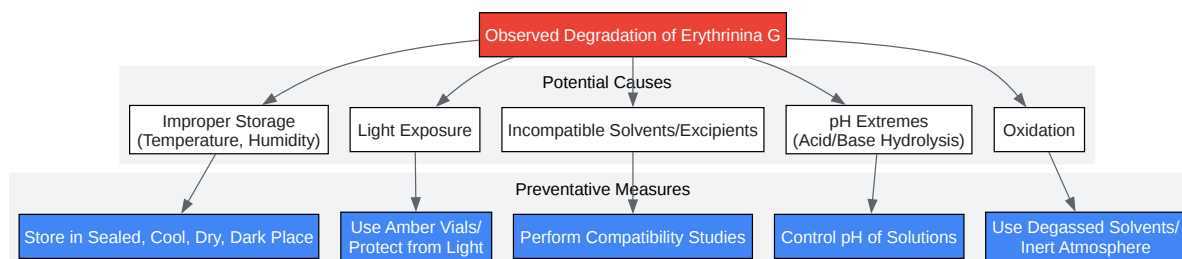 Observed Degradation of Erythrinina G
Potential Causes
Improper Storage
(Temperature, Humidity)
Light Exposure
Incompatible Solvents/Excipients
pH Extremes
(Acid/Base Hydrolysis)
Oxidation
Preventative Measures
Store in Sealed, Cool, Dry, Dark Place
Use Amber Vials/
Protect from Light
Perform Compatibility Studies
Control pH of Solutions
Use Degassed Solvents/
Inert Atmosphere